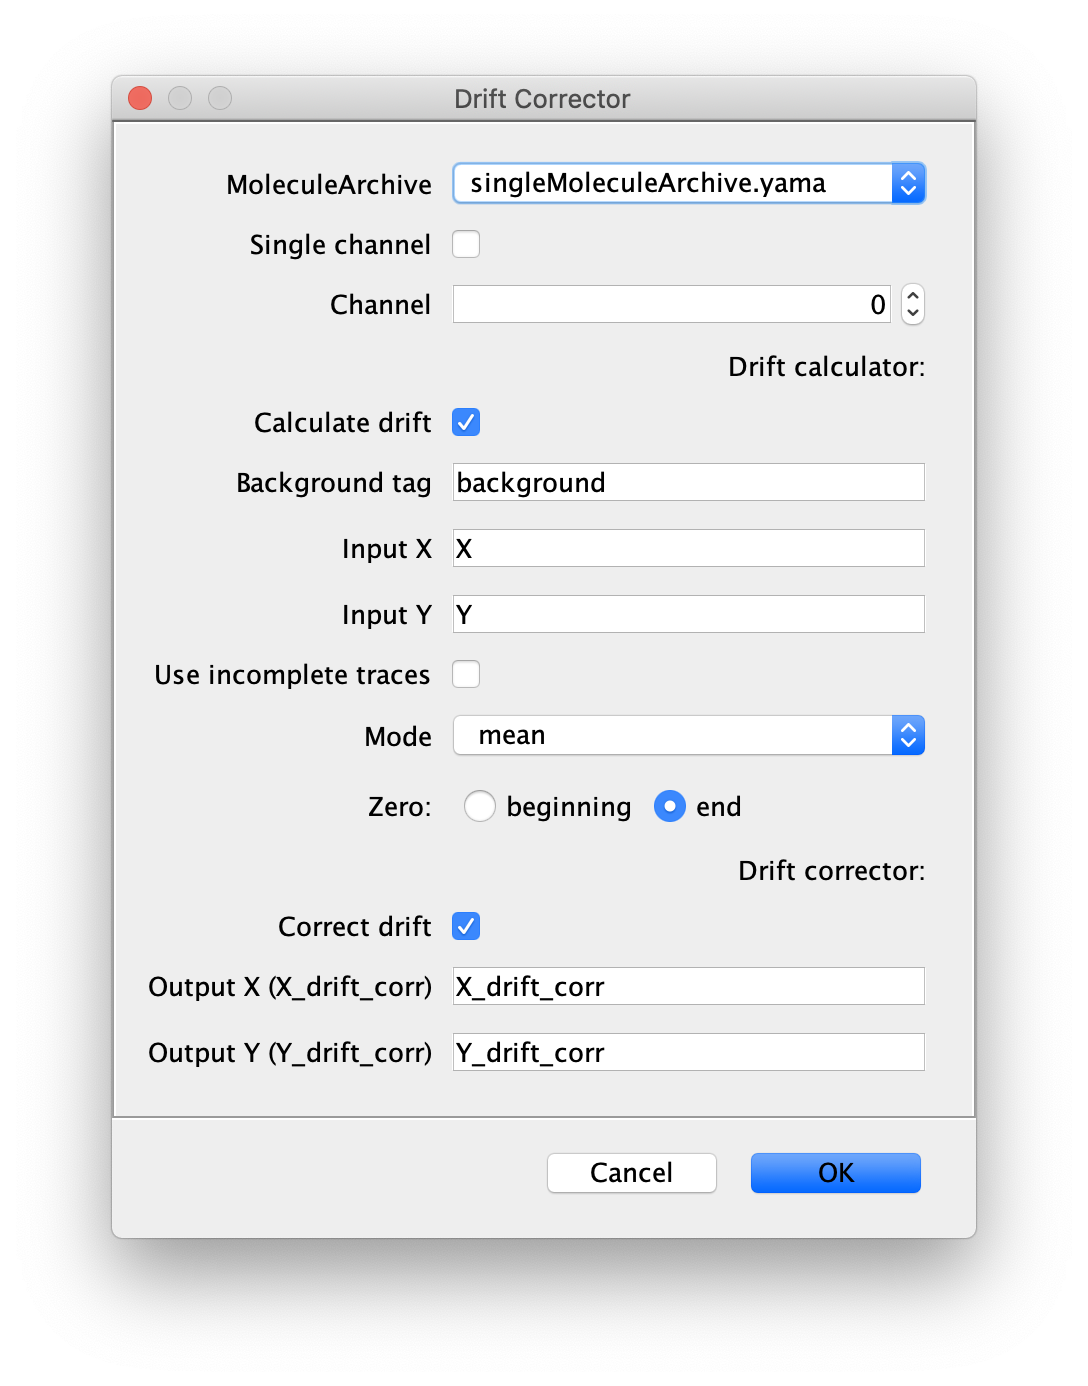 Drift Corrector
MoleculeArchive singleMoleculeArchive.yama
Single channel
Channel 0
Drift calculator:
Calculate drift
Background tag background
Input X X
Input Y Y
Use incomplete traces
Mode mean
Zero: beginning end
Drift corrector:
Correct drift
Output X (X_drift_corr) X_drift_corr
Output Y (Y_drift_corr) Y_drift_corr
Cancel OK